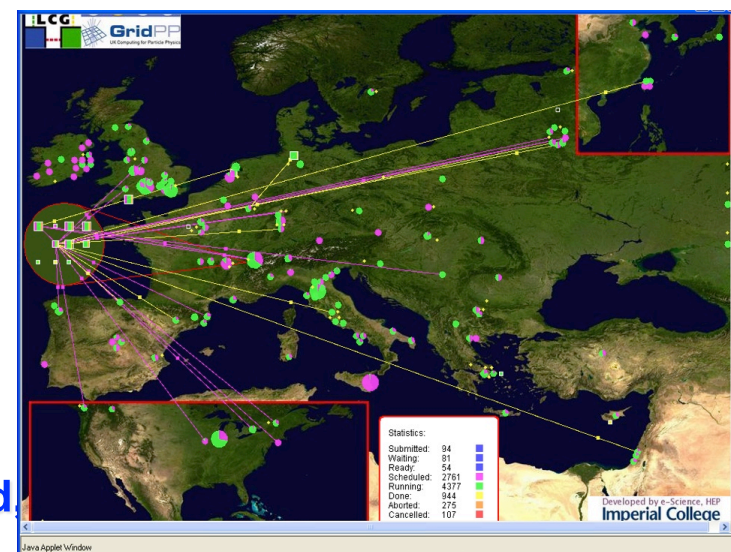 LCG
GridPP
UK Computing for Particle Physics
Statistics:
Submitted: 94
Waiting: 81
Ready: 54
Scheduled: 2761
Running: 4377
Done: 944
Aborted: 275
Cancelled: 107
d,
Developed by e-Science, HEP
Imperial College
Java Applet Window